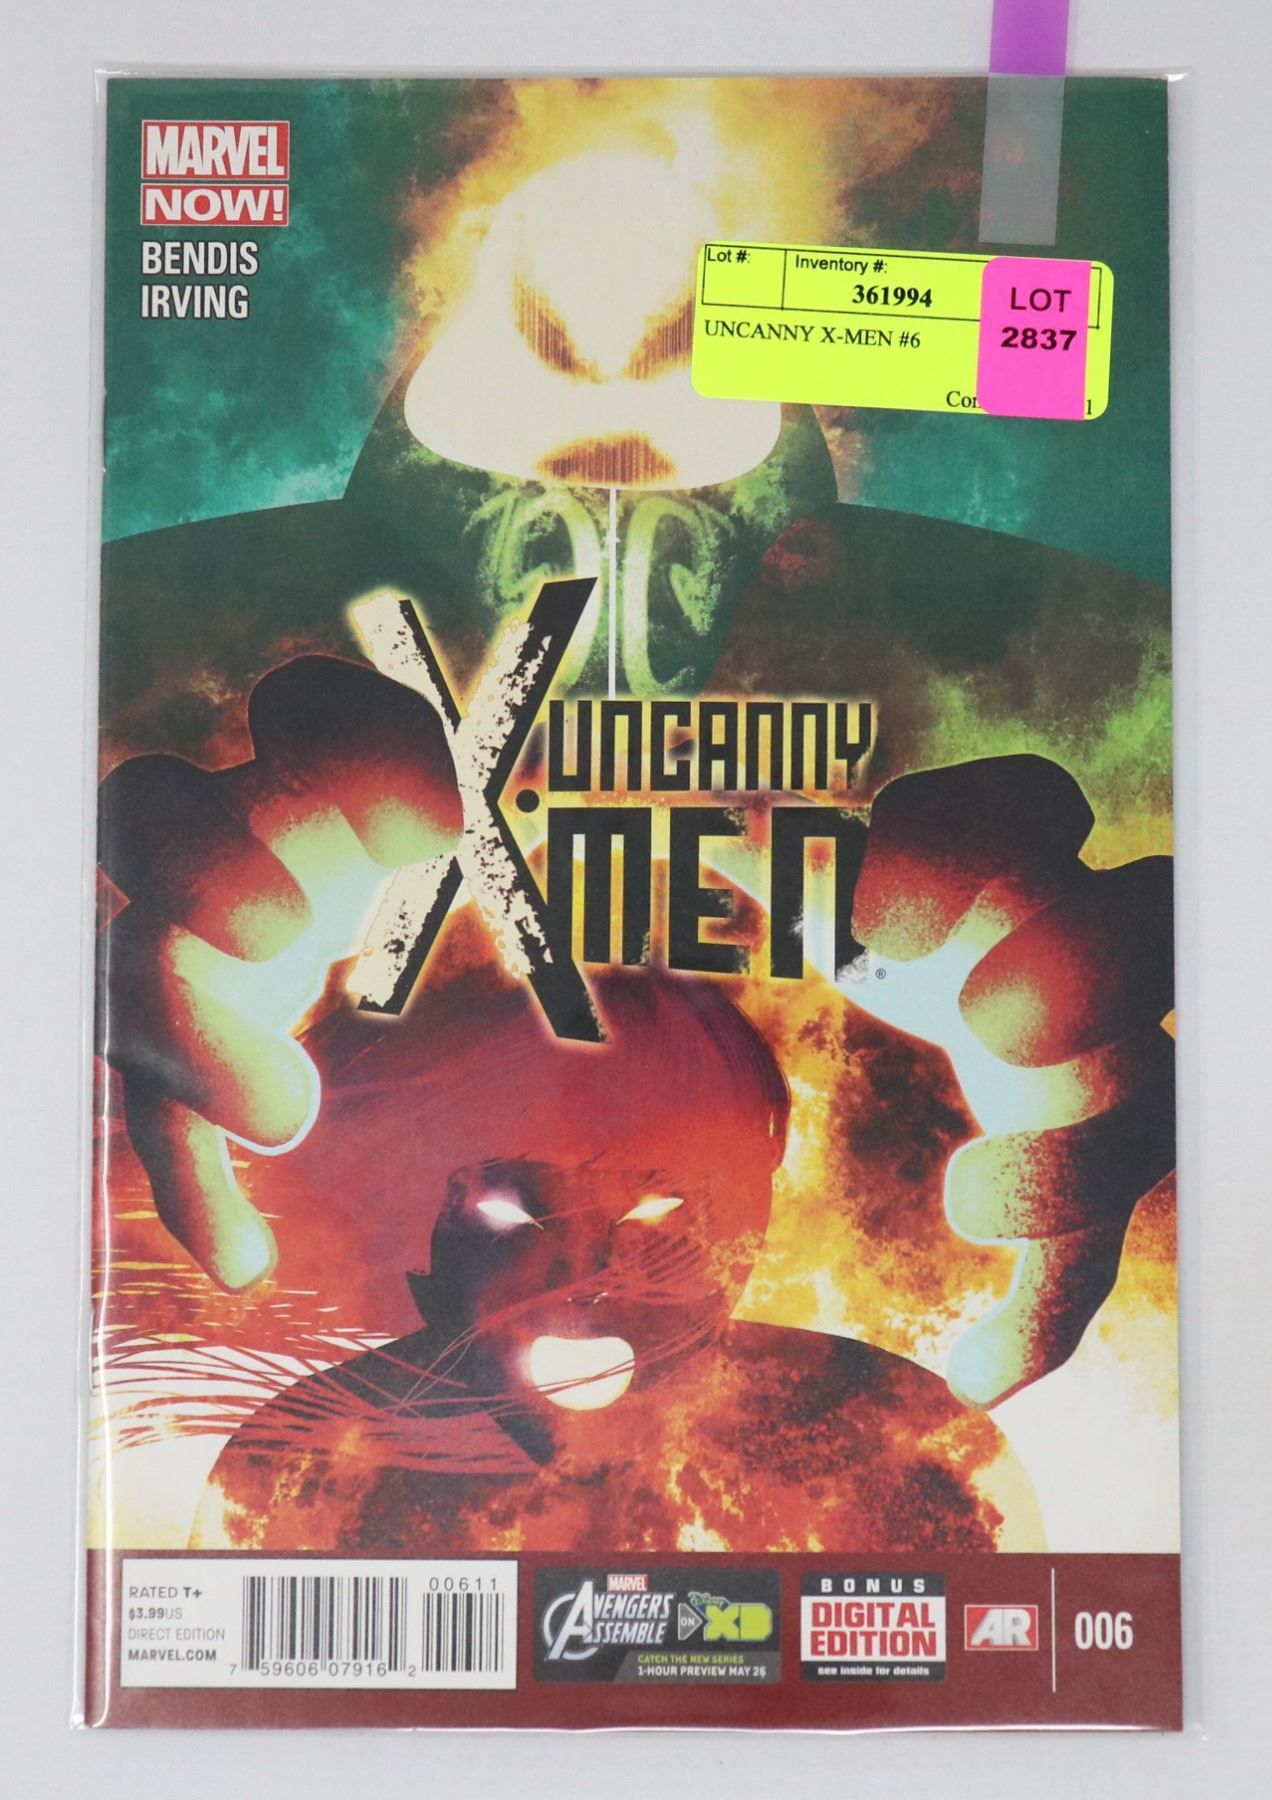 MARVEL
NOW!
BENDIS
IRVING
Lot #:
Inventory #:
361994
UNCANNY X-MEN #6
LOT
2837
X
UNCANNY
X•MEN
®
RATED T+
$3.99US
DIRECT EDITION
MARVEL.COM
00611
7 59606 07916 2
MARVEL
AVENGERS
ASSEMBLE
ON
Disney
XD
CATCH THE NEW SERIES
1-HOUR PREVIEW MAY 26
BONUS
DIGITAL
EDITION
see inside for details
AR
006